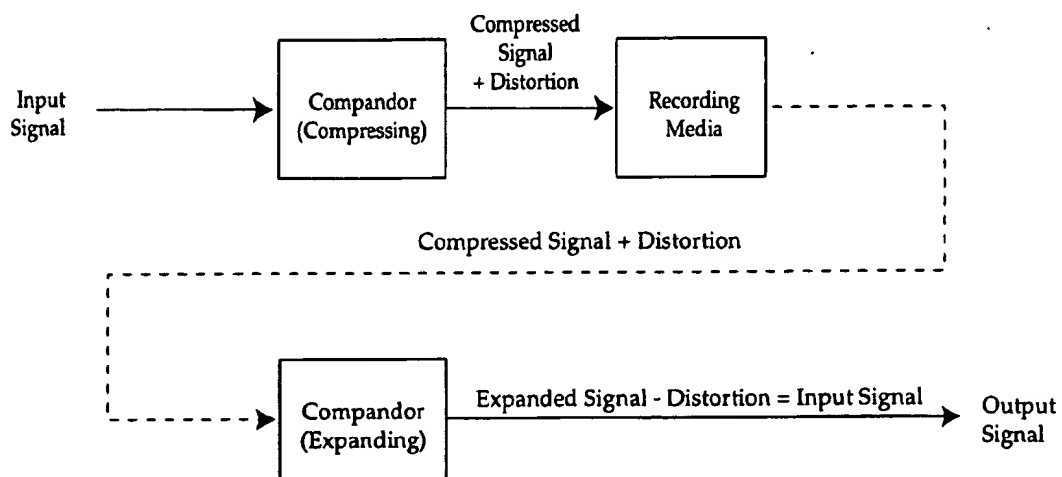 Input
Signal
Compandor
(Compressing)
Compressed
Signal
+ Distortion
Recording
Media
Compressed Signal + Distortion
Compandor
(Expanding)
Expanded Signal - Distortion = Input Signal
Output
Signal